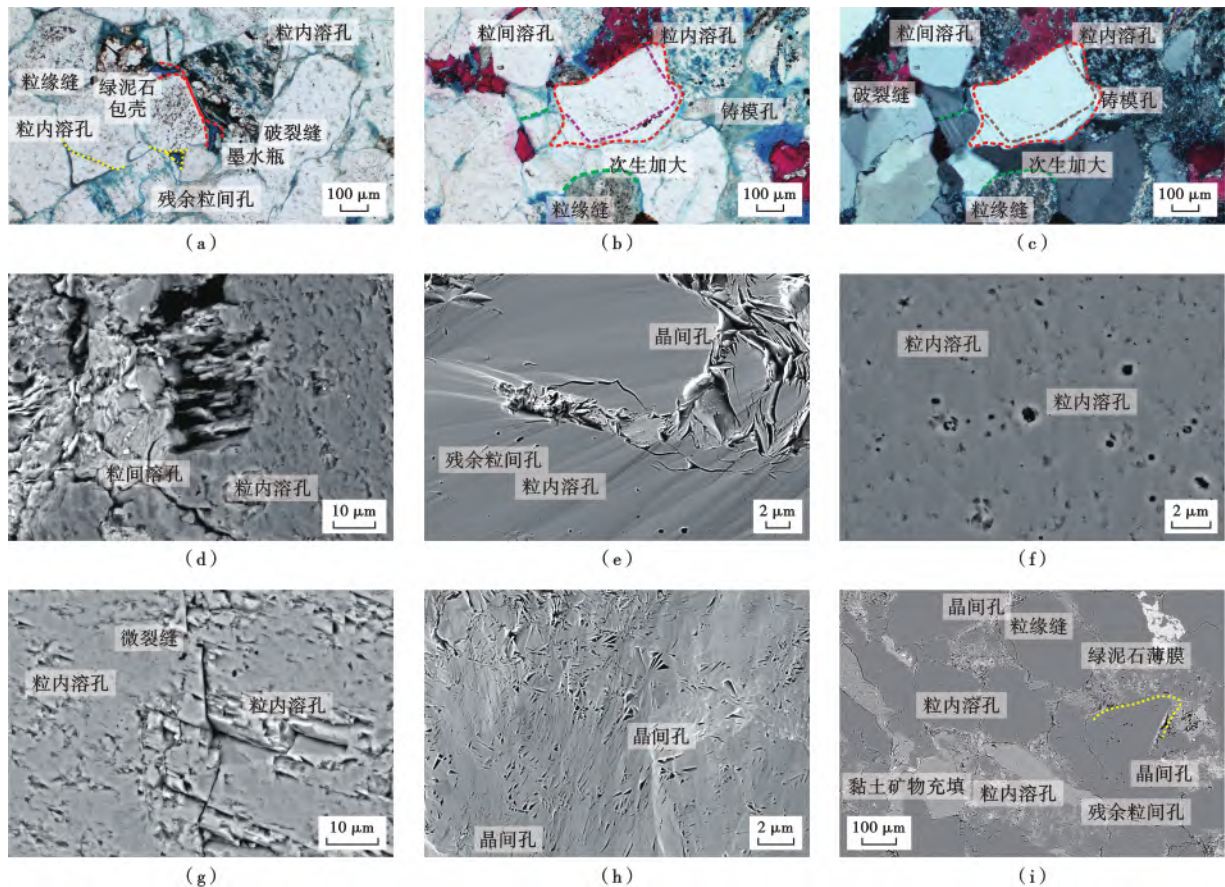 粒内溶孔
粒缘缝
绿泥石
包壳
粒内溶孔
破裂缝
墨水瓶
残余粒间孔
100 μm
(a)
粒间溶孔
粒内溶孔
铸模孔
次生加大
粒缘缝
100 μm
(b)
粒间溶孔
粒内溶孔
破裂缝
铸模孔
次生加大
粒缘缝
100 μm
(c)
粒间溶孔
粒内溶孔
10 μm
(d)
晶间孔
残余粒间孔
粒内溶孔
2 μm
(e)
粒内溶孔
粒内溶孔
2 μm
(f)
微裂缝
粒内溶孔
粒内溶孔
10 μm
(g)
晶间孔
晶间孔
2 μm
(h)
晶间孔
粒缘缝
绿泥石薄膜
粒内溶孔
晶间孔
黏土矿物充填
粒内溶孔
残余粒间孔
100 μm
(i)